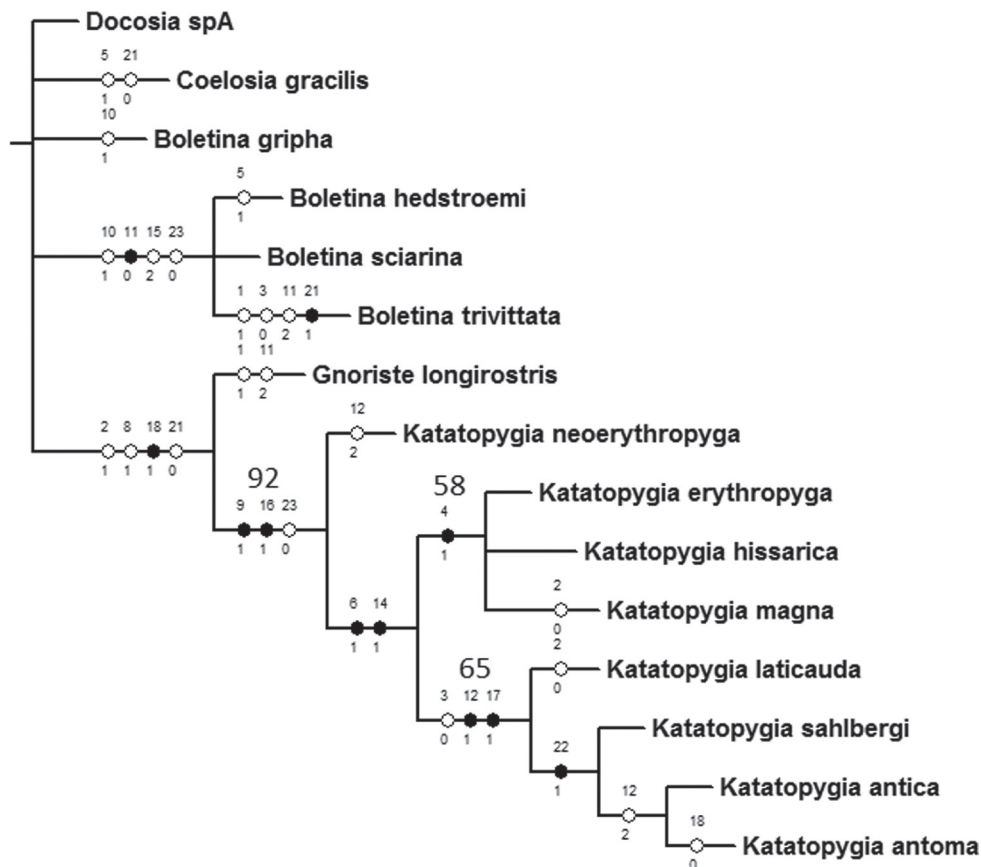 Docosia spA
5 21
Coelosia gracilis
1 0
10
Boletina gripha
1
5
Boletina hedstroemi
1
10 11 15 23
Boletina sciarina
1 0 2 0
1 3 11 21
Boletina trivittata
1 0 2 1
1 11
Gnoriste longirostris
1 2
12
Katatopygia neoerythropyga
2
2 8 18 21
1 1 1 0
92
58
9 16 23
1 1 0
4
Katatopygia erythropyga
1
Katatopygia hissarica
2
Katatopygia magna
0
6 14
1 1
65
2
Katatopygia laticauda
0
3 12 17
0 1 1
Katatopygia sahlbergi
22
1
12
Katatopygia antica
2
18
Katatopygia antoma
0